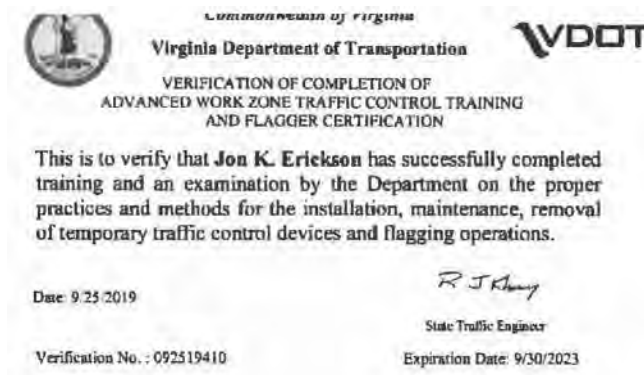 Commonwealth of Virginia
Virginia Department of Transportation
VDOT
VERIFICATION OF COMPLETION OF
ADVANCED WORK ZONE TRAFFIC CONTROL TRAINING
AND FLAGGER CERTIFICATION
This is to verify that Jon K. Erickson has successfully completed
training and an examination by the Department on the proper
practices and methods for the installation, maintenance, removal
of temporary traffic control devices and flagging operations.
Date: 9/25/2019
State Traffic Engineer
Verification No. : 092519410
Expiration Date: 9/30/2023